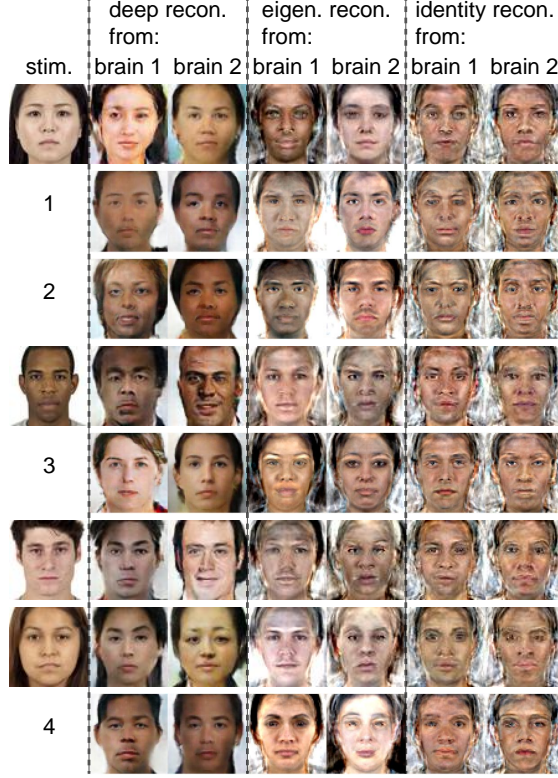 deep recon. eigen. recon. identity recon.
from: from: from:
stim. brain 1 brain 2 brain 1 brain 2 brain 1 brain 2
1
2
3
4